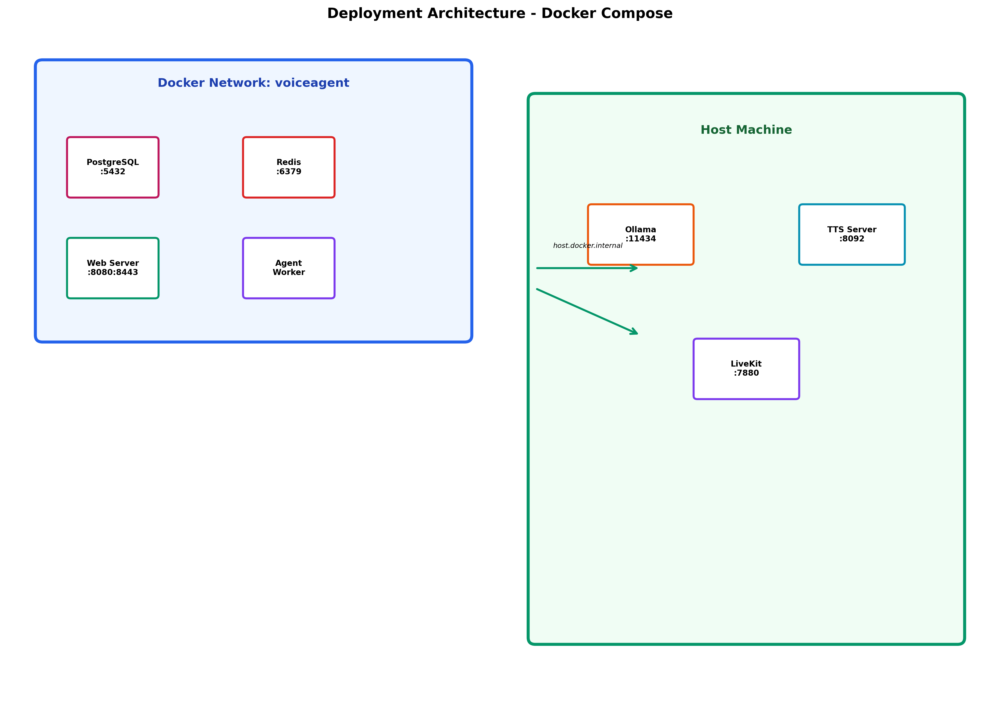 Deployment Architecture - Docker Compose
Docker Network: voiceagent
PostgreSQL
:5432
Redis
:6379
Web Server
:8080:8443
Agent
Worker
Host Machine
Ollama
:11434
host.docker.internal
TTS Server
:8092
LiveKit
:7880